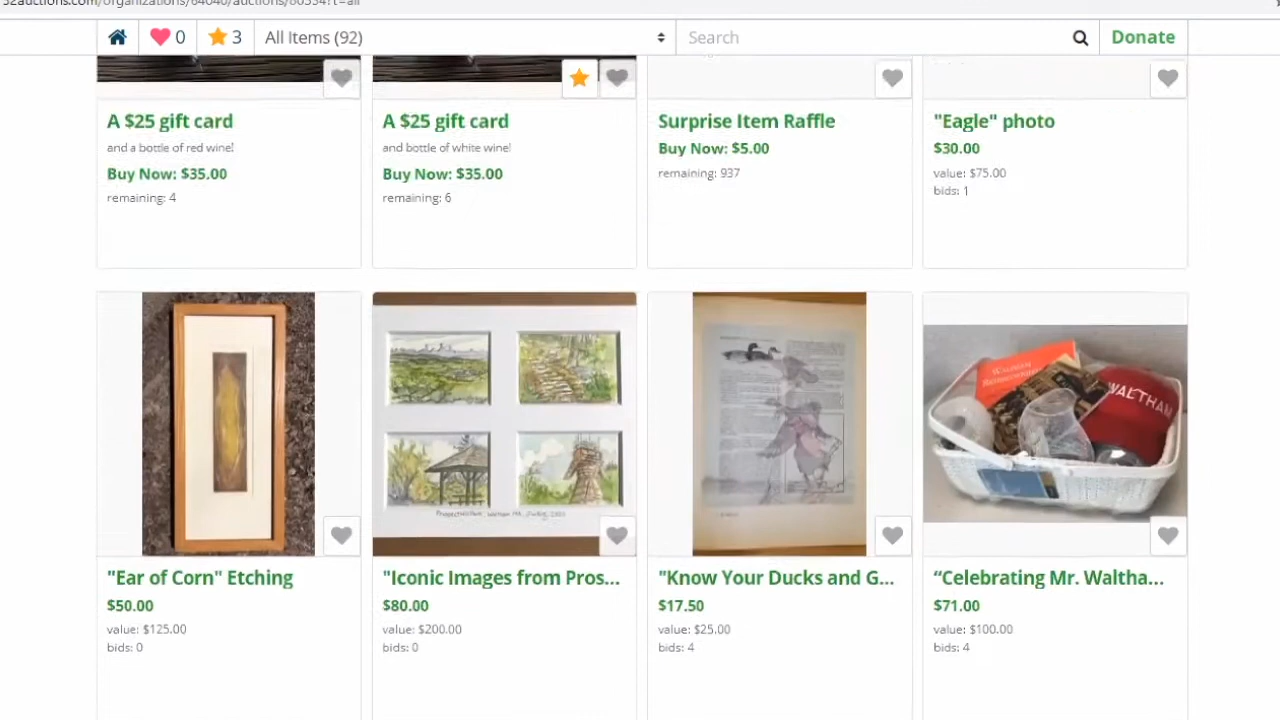 0
3
All Items (92)
Search
Donate
A $25 gift card
and a bottle of red wine!
Buy Now: $35.00
remaining: 4
A $25 gift card
and bottle of white wine!
Buy Now: $35.00
remaining: 6
Surprise Item Raffle
Buy Now: $5.00
remaining: 937
"Eagle" photo
$30.00
value: $75.00
bids: 1
WALTHAM
"Ear of Corn" Etching
$50.00
value: $125.00
bids: 0
"Iconic Images from Pros...
$80.00
value: $200.00
bids: 0
"Know Your Ducks and G...
$17.50
value: $25.00
bids: 4
“Celebrating Mr. Waltha...
$71.00
value: $100.00
bids: 4